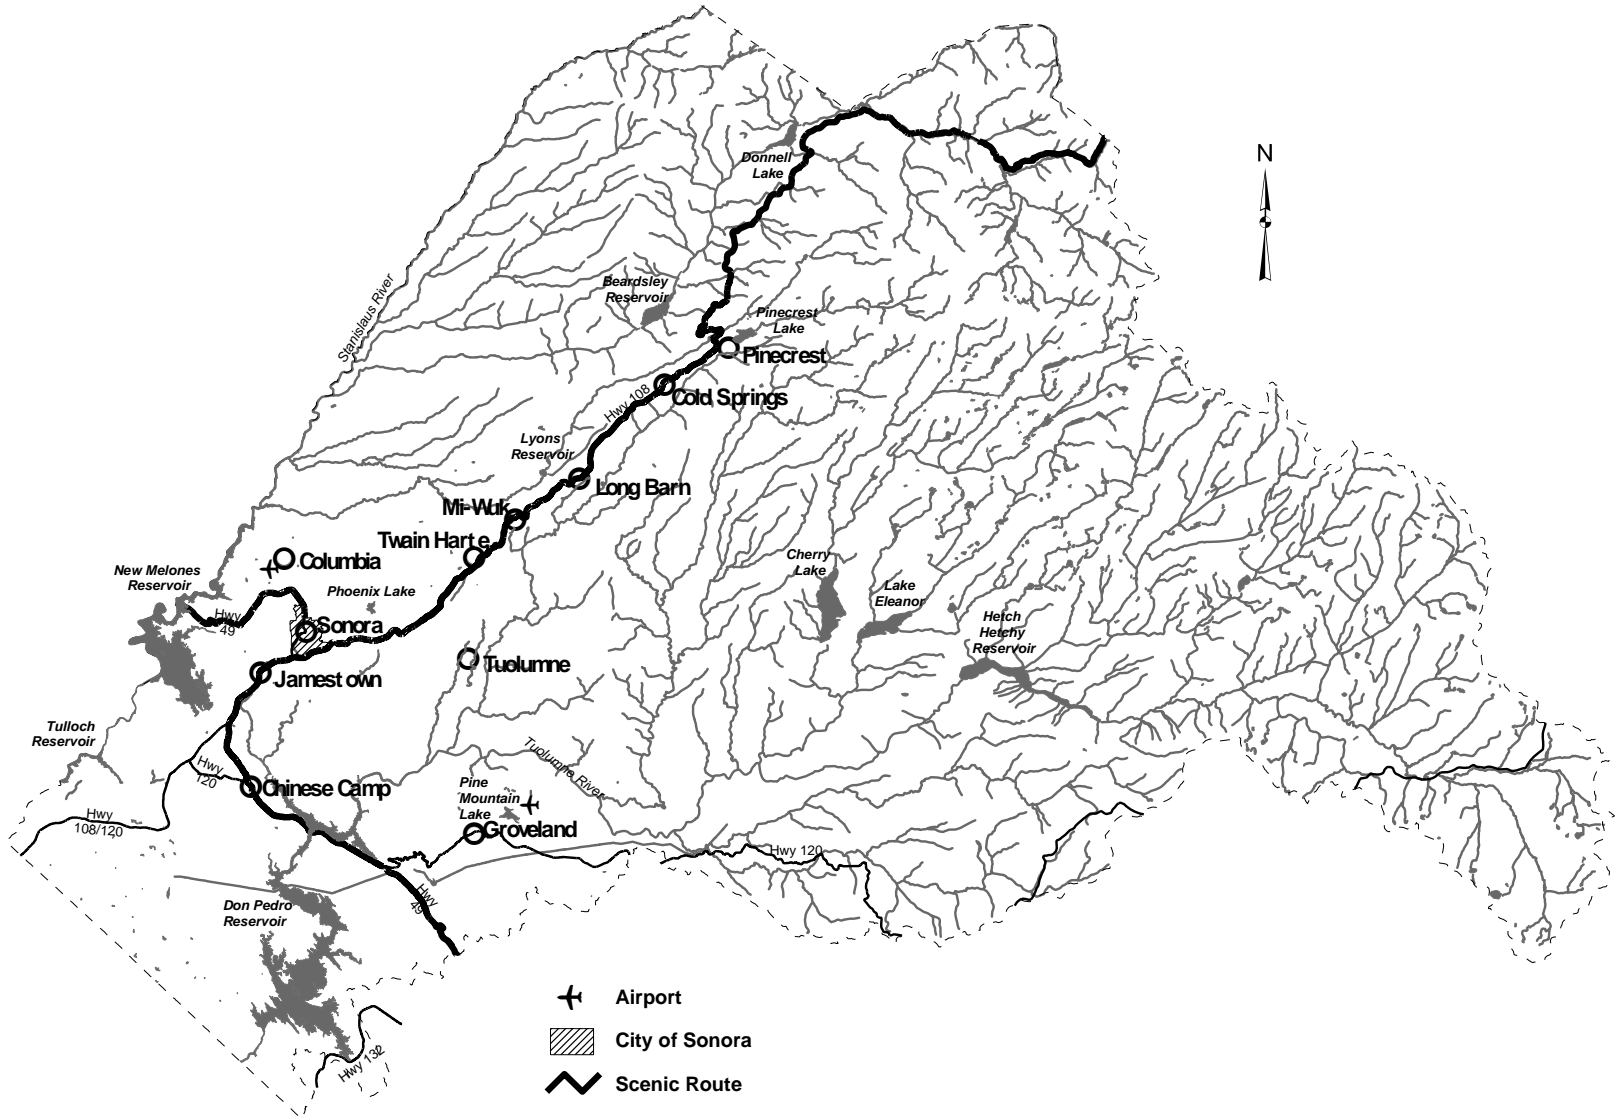 N
Donnell
Lake
Stanislaus River
Beardsley
Reservoir
Pinecrest
Lake
Pinecrest
Cold Springs
Hwy 108
Lyons
Reservoir
Long Barn
Mi-Wuk
Twain Harte
Columbia
New Melones
Reservoir
Phoenix Lake
Hwy
49
Sonora
Cherry
Lake
Lake
Eleanor
Hetch
Hetchy
Reservoir
Tuolumne
Jamestown
Tulloch
Reservoir
Tuolumne River
Hwy
120
Chinese Camp
Pine
Mountain
Lake
Groveland
Hwy
108/120
Hwy 120
Hwy
49
Don Pedro
Reservoir
Hwy 132
Airport
City of Sonora
Scenic Route